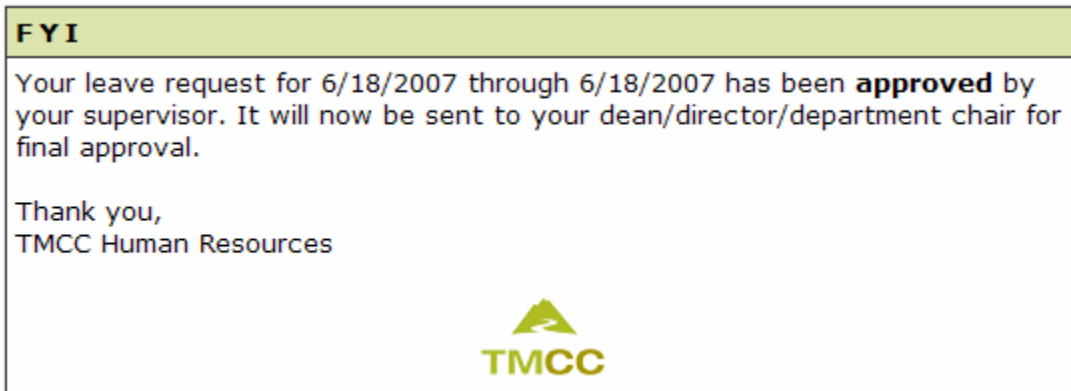 FYI
Your leave request for 6/18/2007 through 6/18/2007 has been approved by
your supervisor. It will now be sent to your dean/director/department chair for
final approval.
Thank you,
TMCC Human Resources
TMCC